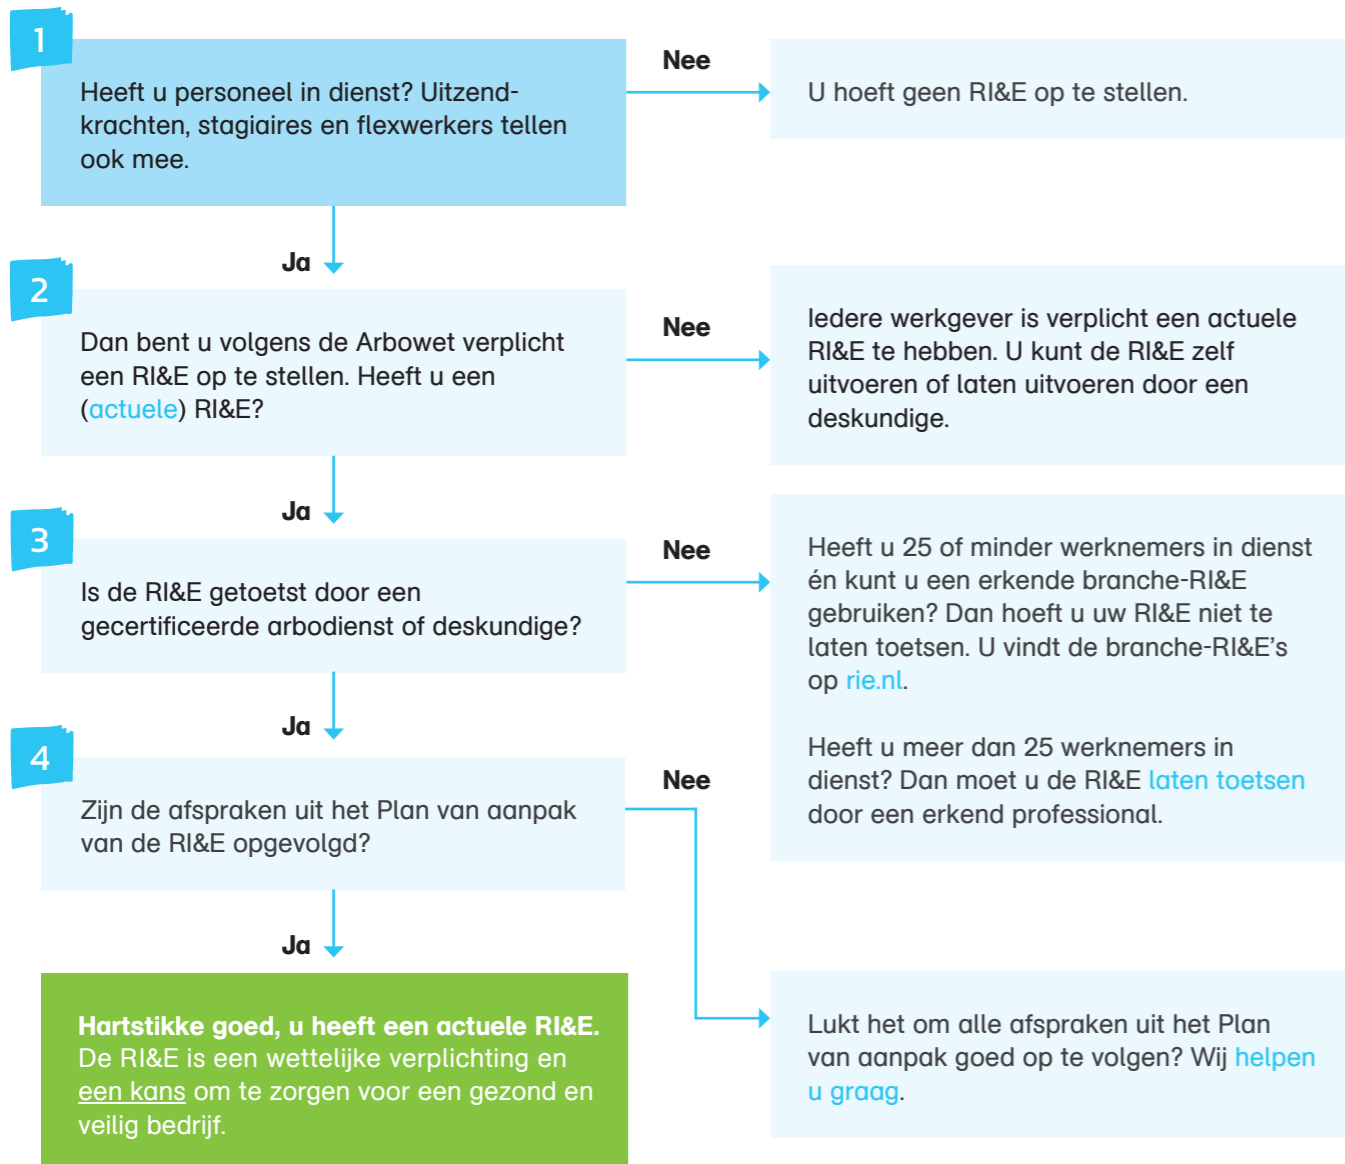 1
Heeft u personeel in dienst? Uitzend-
krachten, stagiaires en flexwerkers tellen
ook mee.
Nee
U hoeft geen RI&E op te stellen.
Ja
2
Dan bent u volgens de Arbowet verplicht
een RI&E op te stellen. Heeft u een
(actuele) RI&E?
Nee
Iedere werkgever is verplicht een actuele
RI&E te hebben. U kunt de RI&E zelf
uitvoeren of laten uitvoeren door een
deskundige.
Ja
3
Is de RI&E getoetst door een
gecertificeerde arbodienst of deskundige?
Nee
Heeft u 25 of minder werknemers in dienst
én kunt u een erkende branche-RI&E
gebruiken? Dan hoeft u uw RI&E niet te
laten toetsen. U vindt de branche-RI&E’s
op rie.nl.
Heeft u meer dan 25 werknemers in
dienst? Dan moet u de RI&E laten toetsen
door een erkend professional.
Ja
4
Zijn de afspraken uit het Plan van aanpak
van de RI&E opgevolgd?
Nee
Lukt het om alle afspraken uit het Plan
van aanpak goed op te volgen? Wij helpen
u graag.
Ja
Hartstikke goed, u heeft een actuele RI&E.
De RI&E is een wettelijke verplichting en
een kans om te zorgen voor een gezond en
veilig bedrijf.